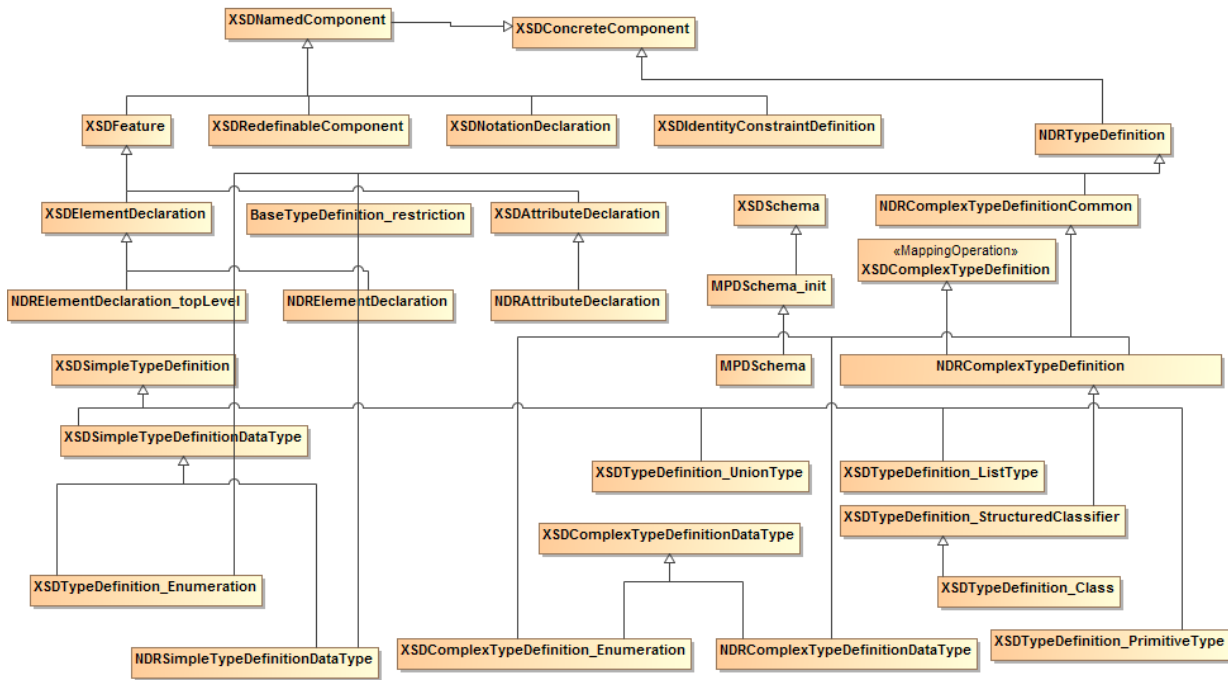 XSDNamedComponent
XSDConcreteComponent
XSDFeature
XSDRedefinableComponent
XSDNotationDeclaration
XSDIdentityConstraintDefinition
NDRTypeDefinition
XSDElementDeclaration
BaseTypeDefinition_restriction
XSDAttributeDeclaration
XSDSchema
NDRComplexTypeDefinitionCommon
«MappingOperation»
XSDComplexTypeDefinition
NDRElementDeclaration_topLevel
NDRElementDeclaration
NDRAttributeDeclaration
MPDSchema_init
XSDSimpleTypeDefinition
MPDSchema
NDRComplexTypeDefinition
XSDSimpleTypeDefinitionDataType
XSDTypeDefinition_UnionType
XSDTypeDefinition_ListType
XSDTypeDefinition_StructuredClassifier
XSDComplexTypeDefinitionDataType
XSDTypeDefinition_Enumeration
XSDTypeDefinition_Class
XSDTypeDefinition_PrimitiveType
NDRSimpleTypeDefinitionDataType
XSDComplexTypeDefinition_Enumeration
NDRComplexTypeDefinitionDataType